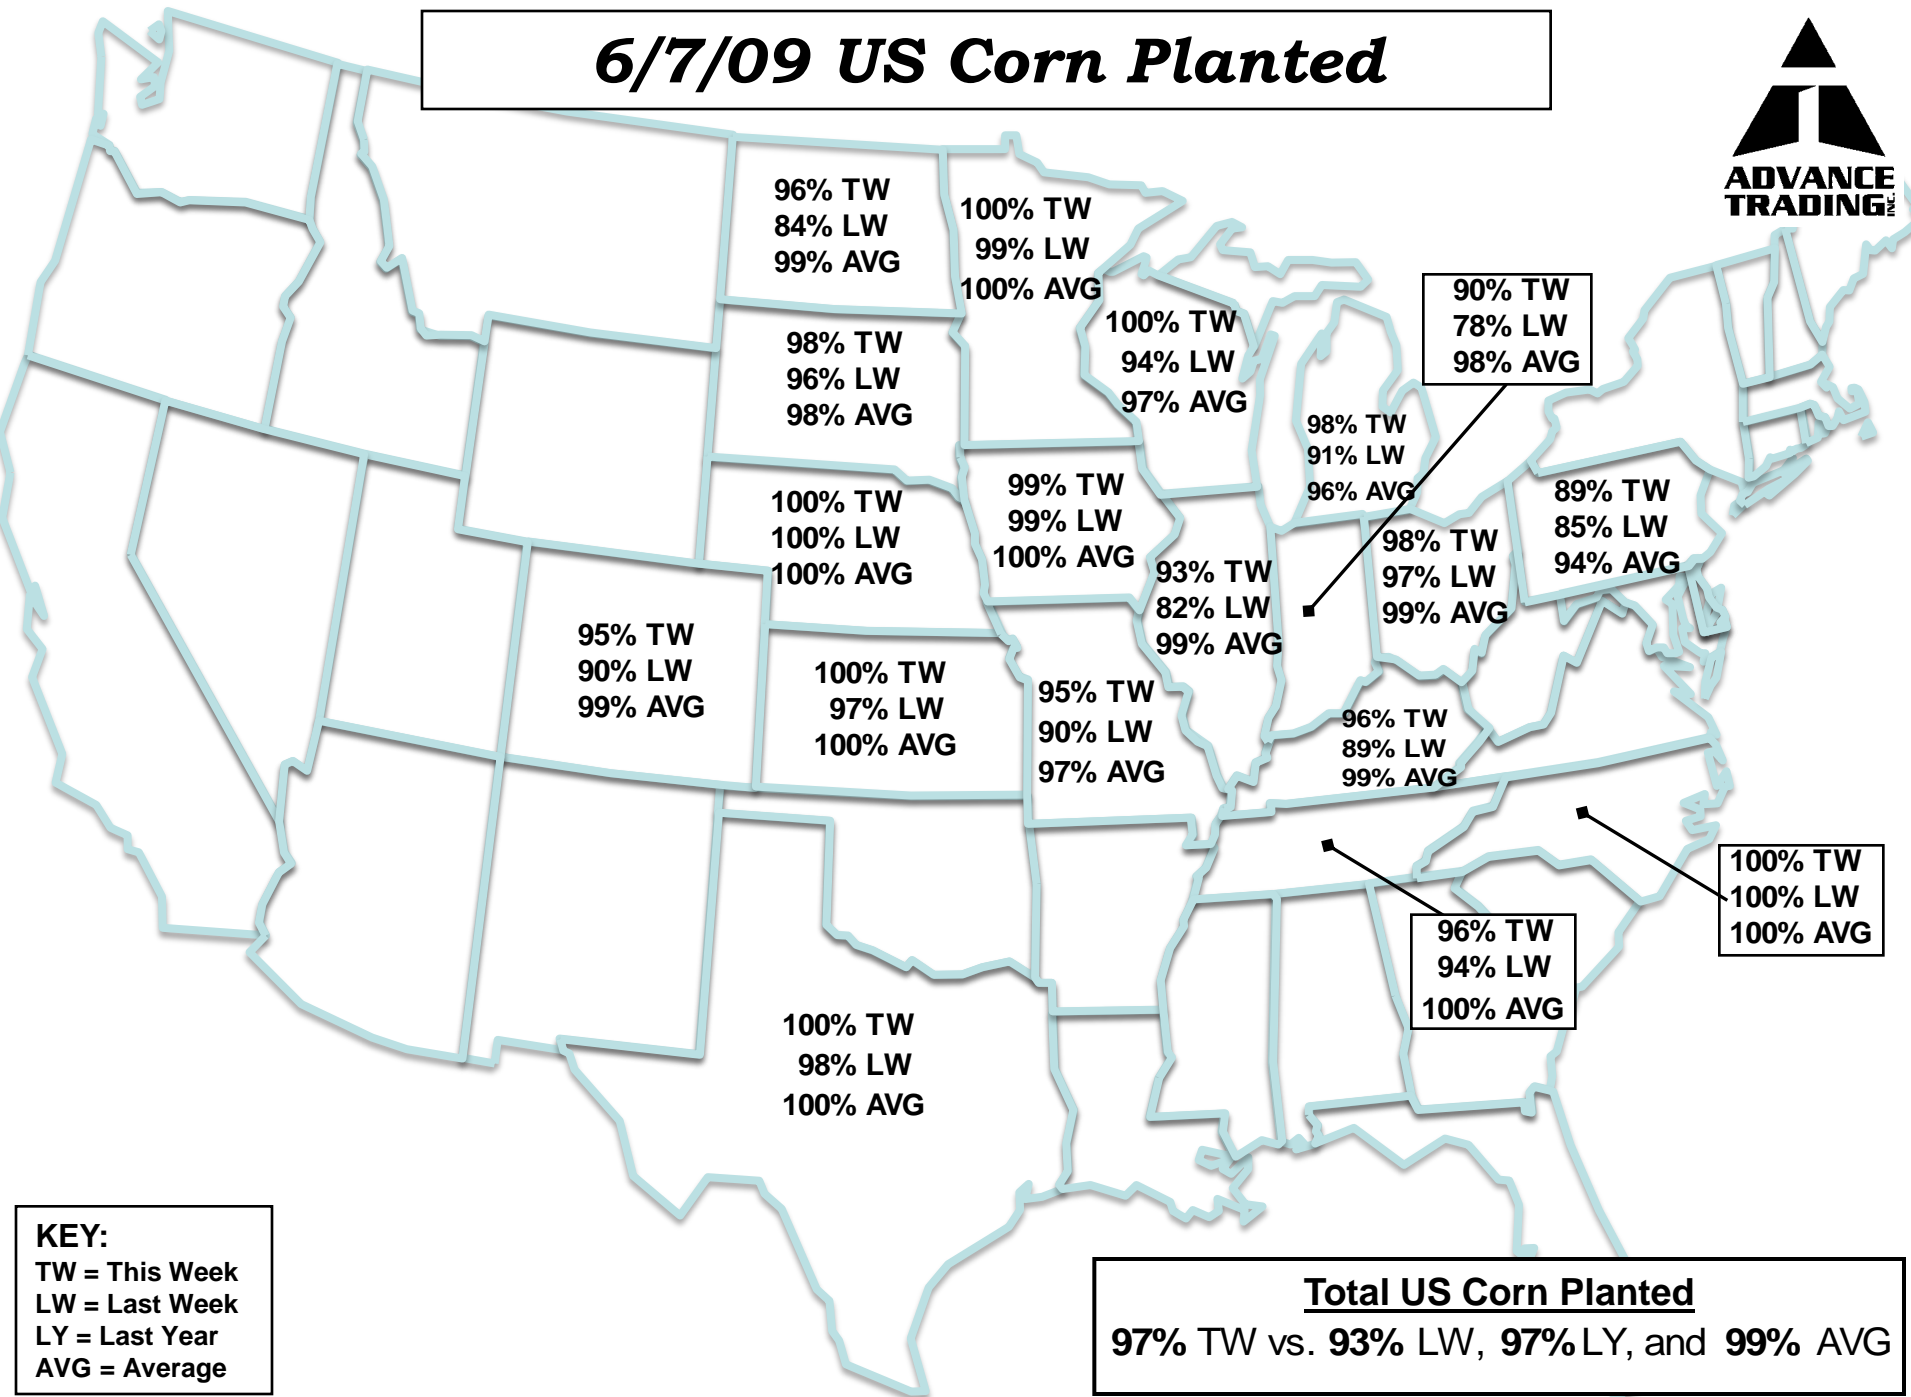 6/7/09 US Corn Planted
ADVANCE
TRADING INC.
96% TW
84% LW
99% AVG
100% TW
99% LW
100% AVG
90% TW
78% LW
98% AVG
98% TW
96% LW
98% AVG
100% TW
94% LW
97% AVG
98% TW
91% LW
96% AVG
100% TW
100% LW
100% AVG
99% TW
99% LW
100% AVG
93% TW
82% LW
99% AVG
98% TW
97% LW
99% AVG
89% TW
85% LW
94% AVG
95% TW
90% LW
99% AVG
100% TW
97% LW
100% AVG
95% TW
90% LW
97% AVG
96% TW
89% LW
99% AVG
100% TW
100% LW
100% AVG
96% TW
94% LW
100% AVG
100% TW
98% LW
100% AVG
KEY:
TW = This Week
LW = Last Week
LY = Last Year
AVG = Average
Total US Corn Planted
97% TW vs. 93% LW, 97% LY, and 99% AVG